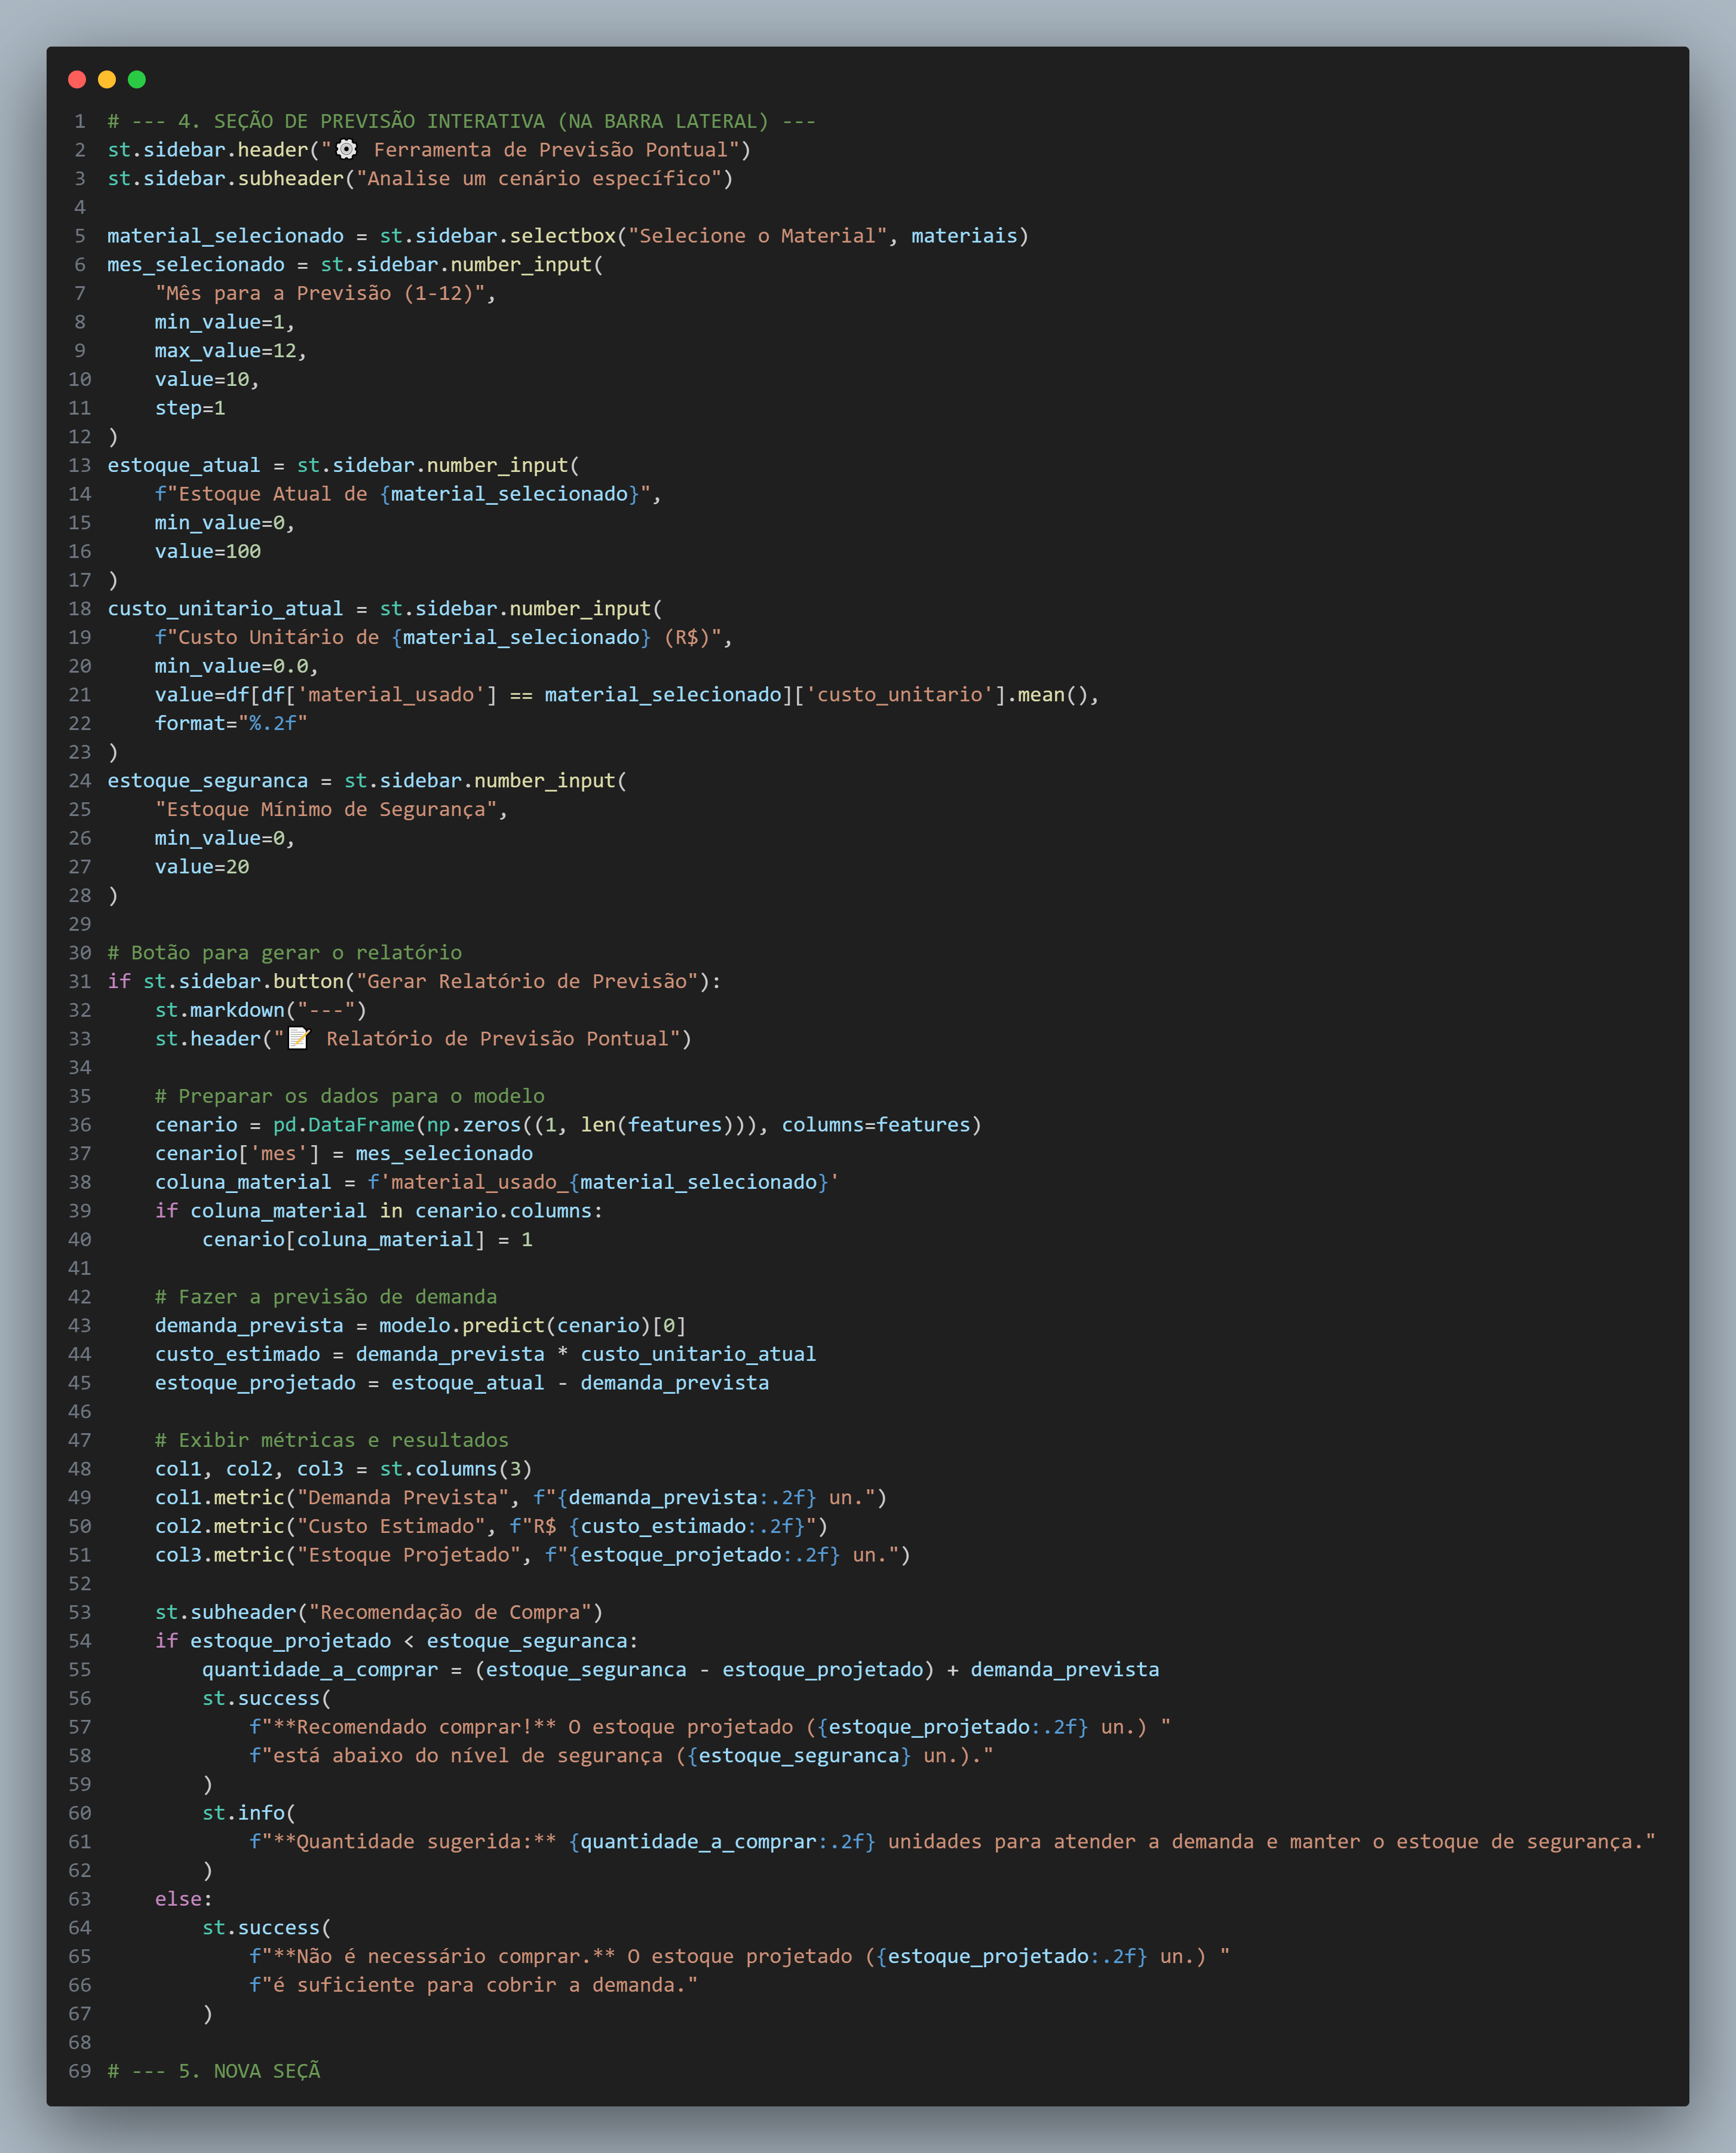 1 # --- 4. SEÇÃO DE PREVISÃO INTERATIVA (NA BARRA LATERAL) ---
2 st.sidebar.header("⚙️ Ferramenta de Previsão Pontual")
3 st.sidebar.subheader("Analise um cenário específico")
4
5 material_selecionado = st.sidebar.selectbox("Selecione o Material", materiais)
6 mes_selecionado = st.sidebar.number_input(
7     "Mês para a Previsão (1-12)",
8     min_value=1,
9     max_value=12,
10     value=10,
11     step=1
12 )
13 estoque_atual = st.sidebar.number_input(
14     f"Estoque Atual de {material_selecionado}",
15     min_value=0,
16     value=100
17 )
18 custo_unitario_atual = st.sidebar.number_input(
19     f"Custo Unitário de {material_selecionado} (R$)",
20     min_value=0.0,
21     value=df[df['material_usado'] == material_selecionado]['custo_unitario'].mean(),
22     format="%.2f"
23 )
24 estoque_seguranca = st.sidebar.number_input(
25     "Estoque Mínimo de Segurança",
26     min_value=0,
27     value=20
28 )
29
30 # Botão para gerar o relatório
31 if st.sidebar.button("Gerar Relatório de Previsão"):
32     st.markdown("---")
33     st.header("📝 Relatório de Previsão Pontual")
34
35     # Preparar os dados para o modelo
36     cenario = pd.DataFrame(np.zeros((1, len(features))), columns=features)
37     cenario['mes'] = mes_selecionado
38     coluna_material = f'material_usado_{material_selecionado}'
39     if coluna_material in cenario.columns:
40         cenario[coluna_material] = 1
41
42     # Fazer a previsão de demanda
43     demanda_prevista = modelo.predict(cenario)[0]
44     custo_estimado = demanda_prevista * custo_unitario_atual
45     estoque_projetado = estoque_atual - demanda_prevista
46
47     # Exibir métricas e resultados
48     col1, col2, col3 = st.columns(3)
49     col1.metric("Demanda Prevista", f"{demanda_prevista:.2f} un.")
50     col2.metric("Custo Estimado", f"R$ {custo_estimado:.2f}")
51     col3.metric("Estoque Projetado", f"{estoque_projetado:.2f} un.")
52
53     st.subheader("Recomendação de Compra")
54     if estoque_projetado < estoque_seguranca:
55         quantidade_a_comprar = (estoque_seguranca - estoque_projetado) + demanda_prevista
56         st.success(
57             f"**Recomendado comprar!** O estoque projetado ({estoque_projetado:.2f} un.) "
58             f"está abaixo do nível de segurança ({estoque_seguranca} un.)."
59         )
60         st.info(
61             f"**Quantidade sugerida:** {quantidade_a_comprar:.2f} unidades para atender a demanda e manter o estoque de segurança."
62         )
63     else:
64         st.success(
65             f"**Não é necessário comprar.** O estoque projetado ({estoque_projetado:.2f} un.) "
66             f"é suficiente para cobrir a demanda."
67         )
68
69 # --- 5. NOVA SEÇÃ